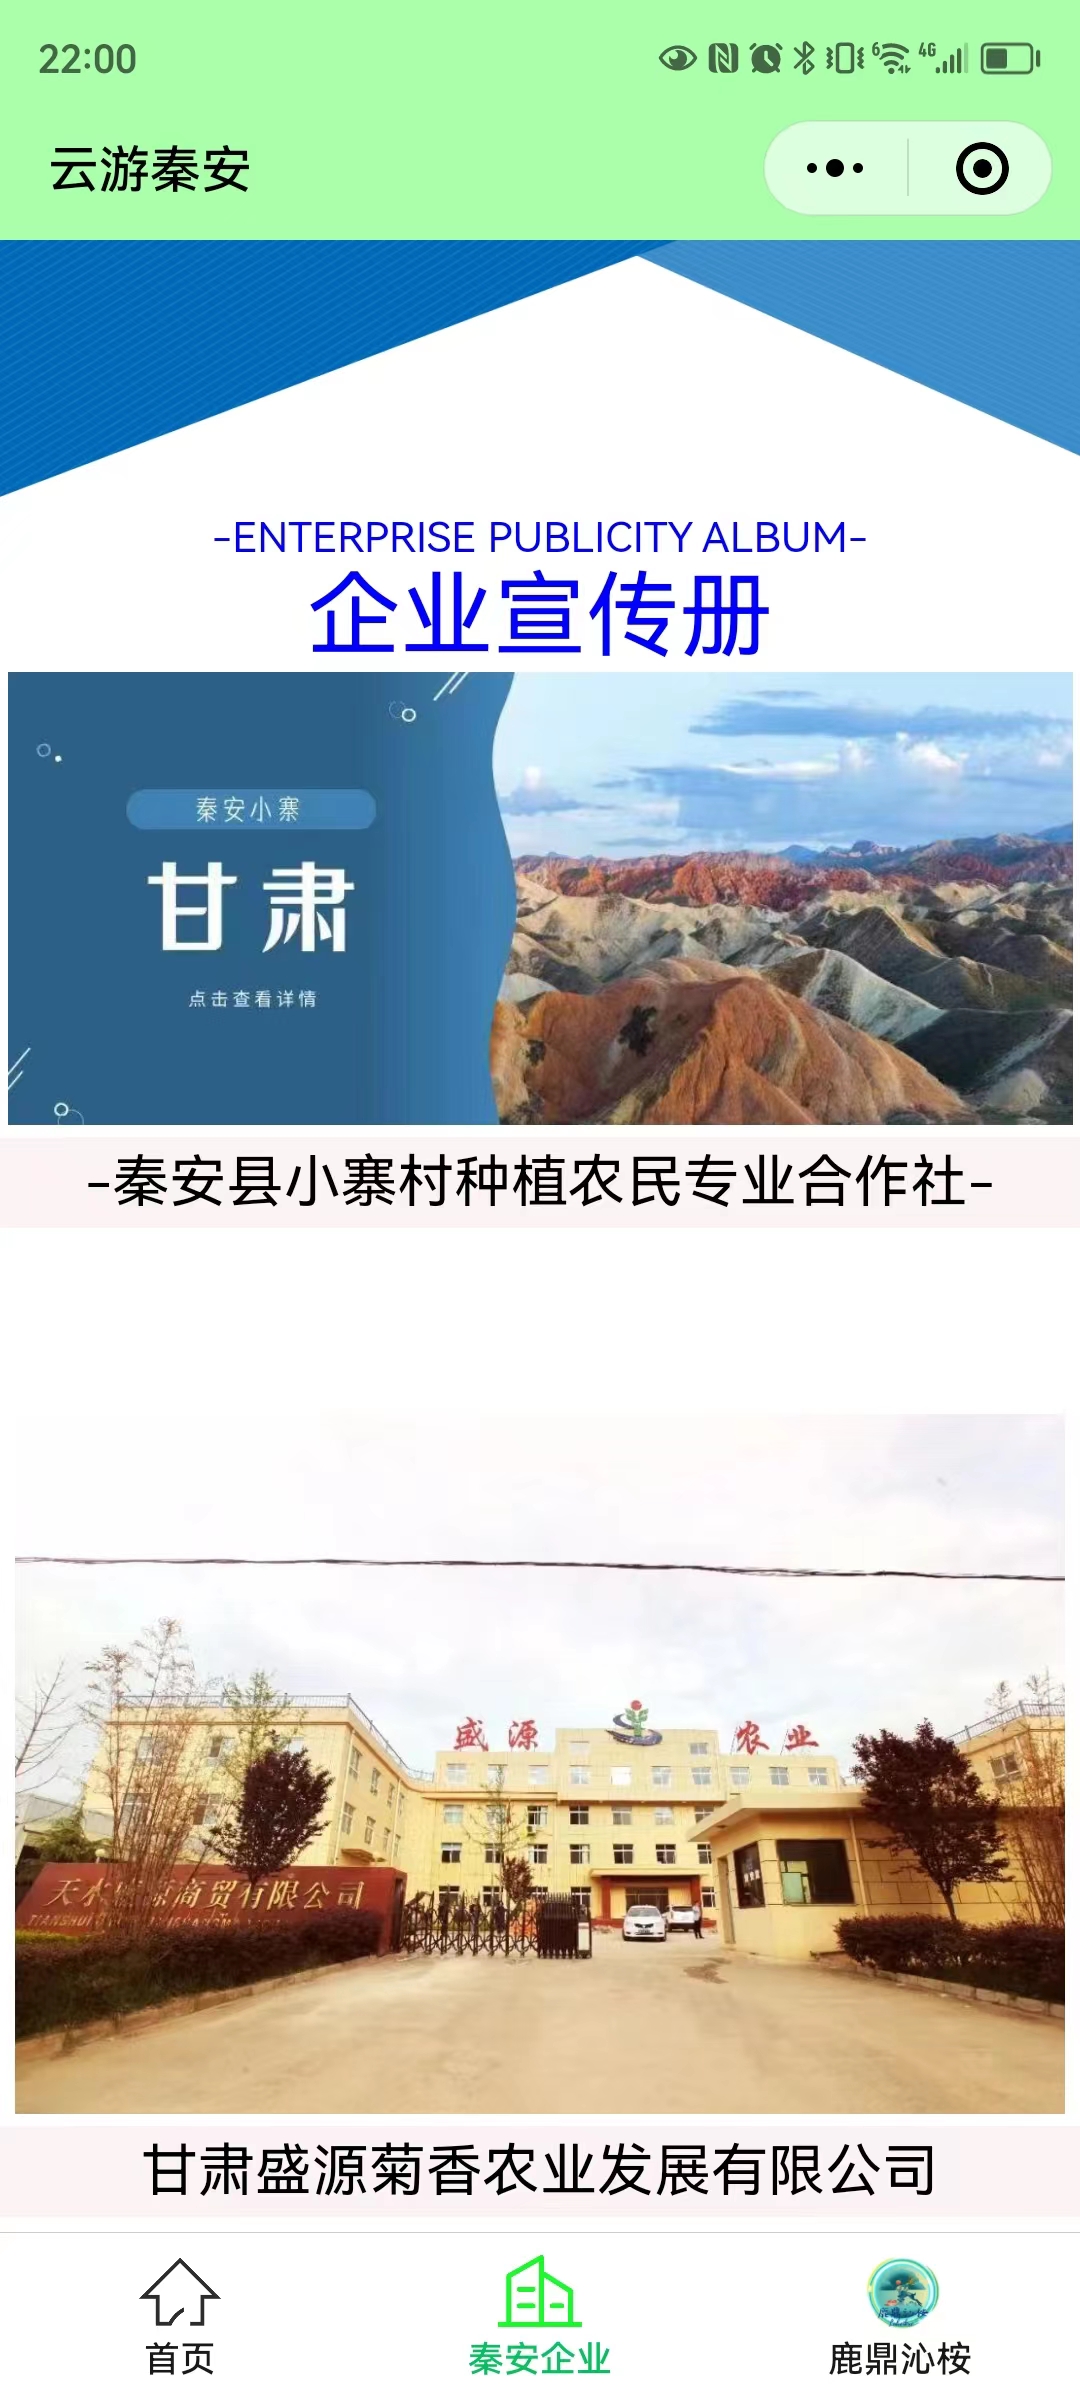 22:00
6
4G
云游秦安
-ENTERPRISE PUBLICITY ALBUM-
企业宣传册
秦安小寨
甘肃
点击查看详情
-秦安县小寨村种植农民专业合作社-
盛源 农业
天水 商贸有限公司
TIANSHUI
甘肃盛源菊香农业发展有限公司
首页
秦安企业
鹿鼎沁桉